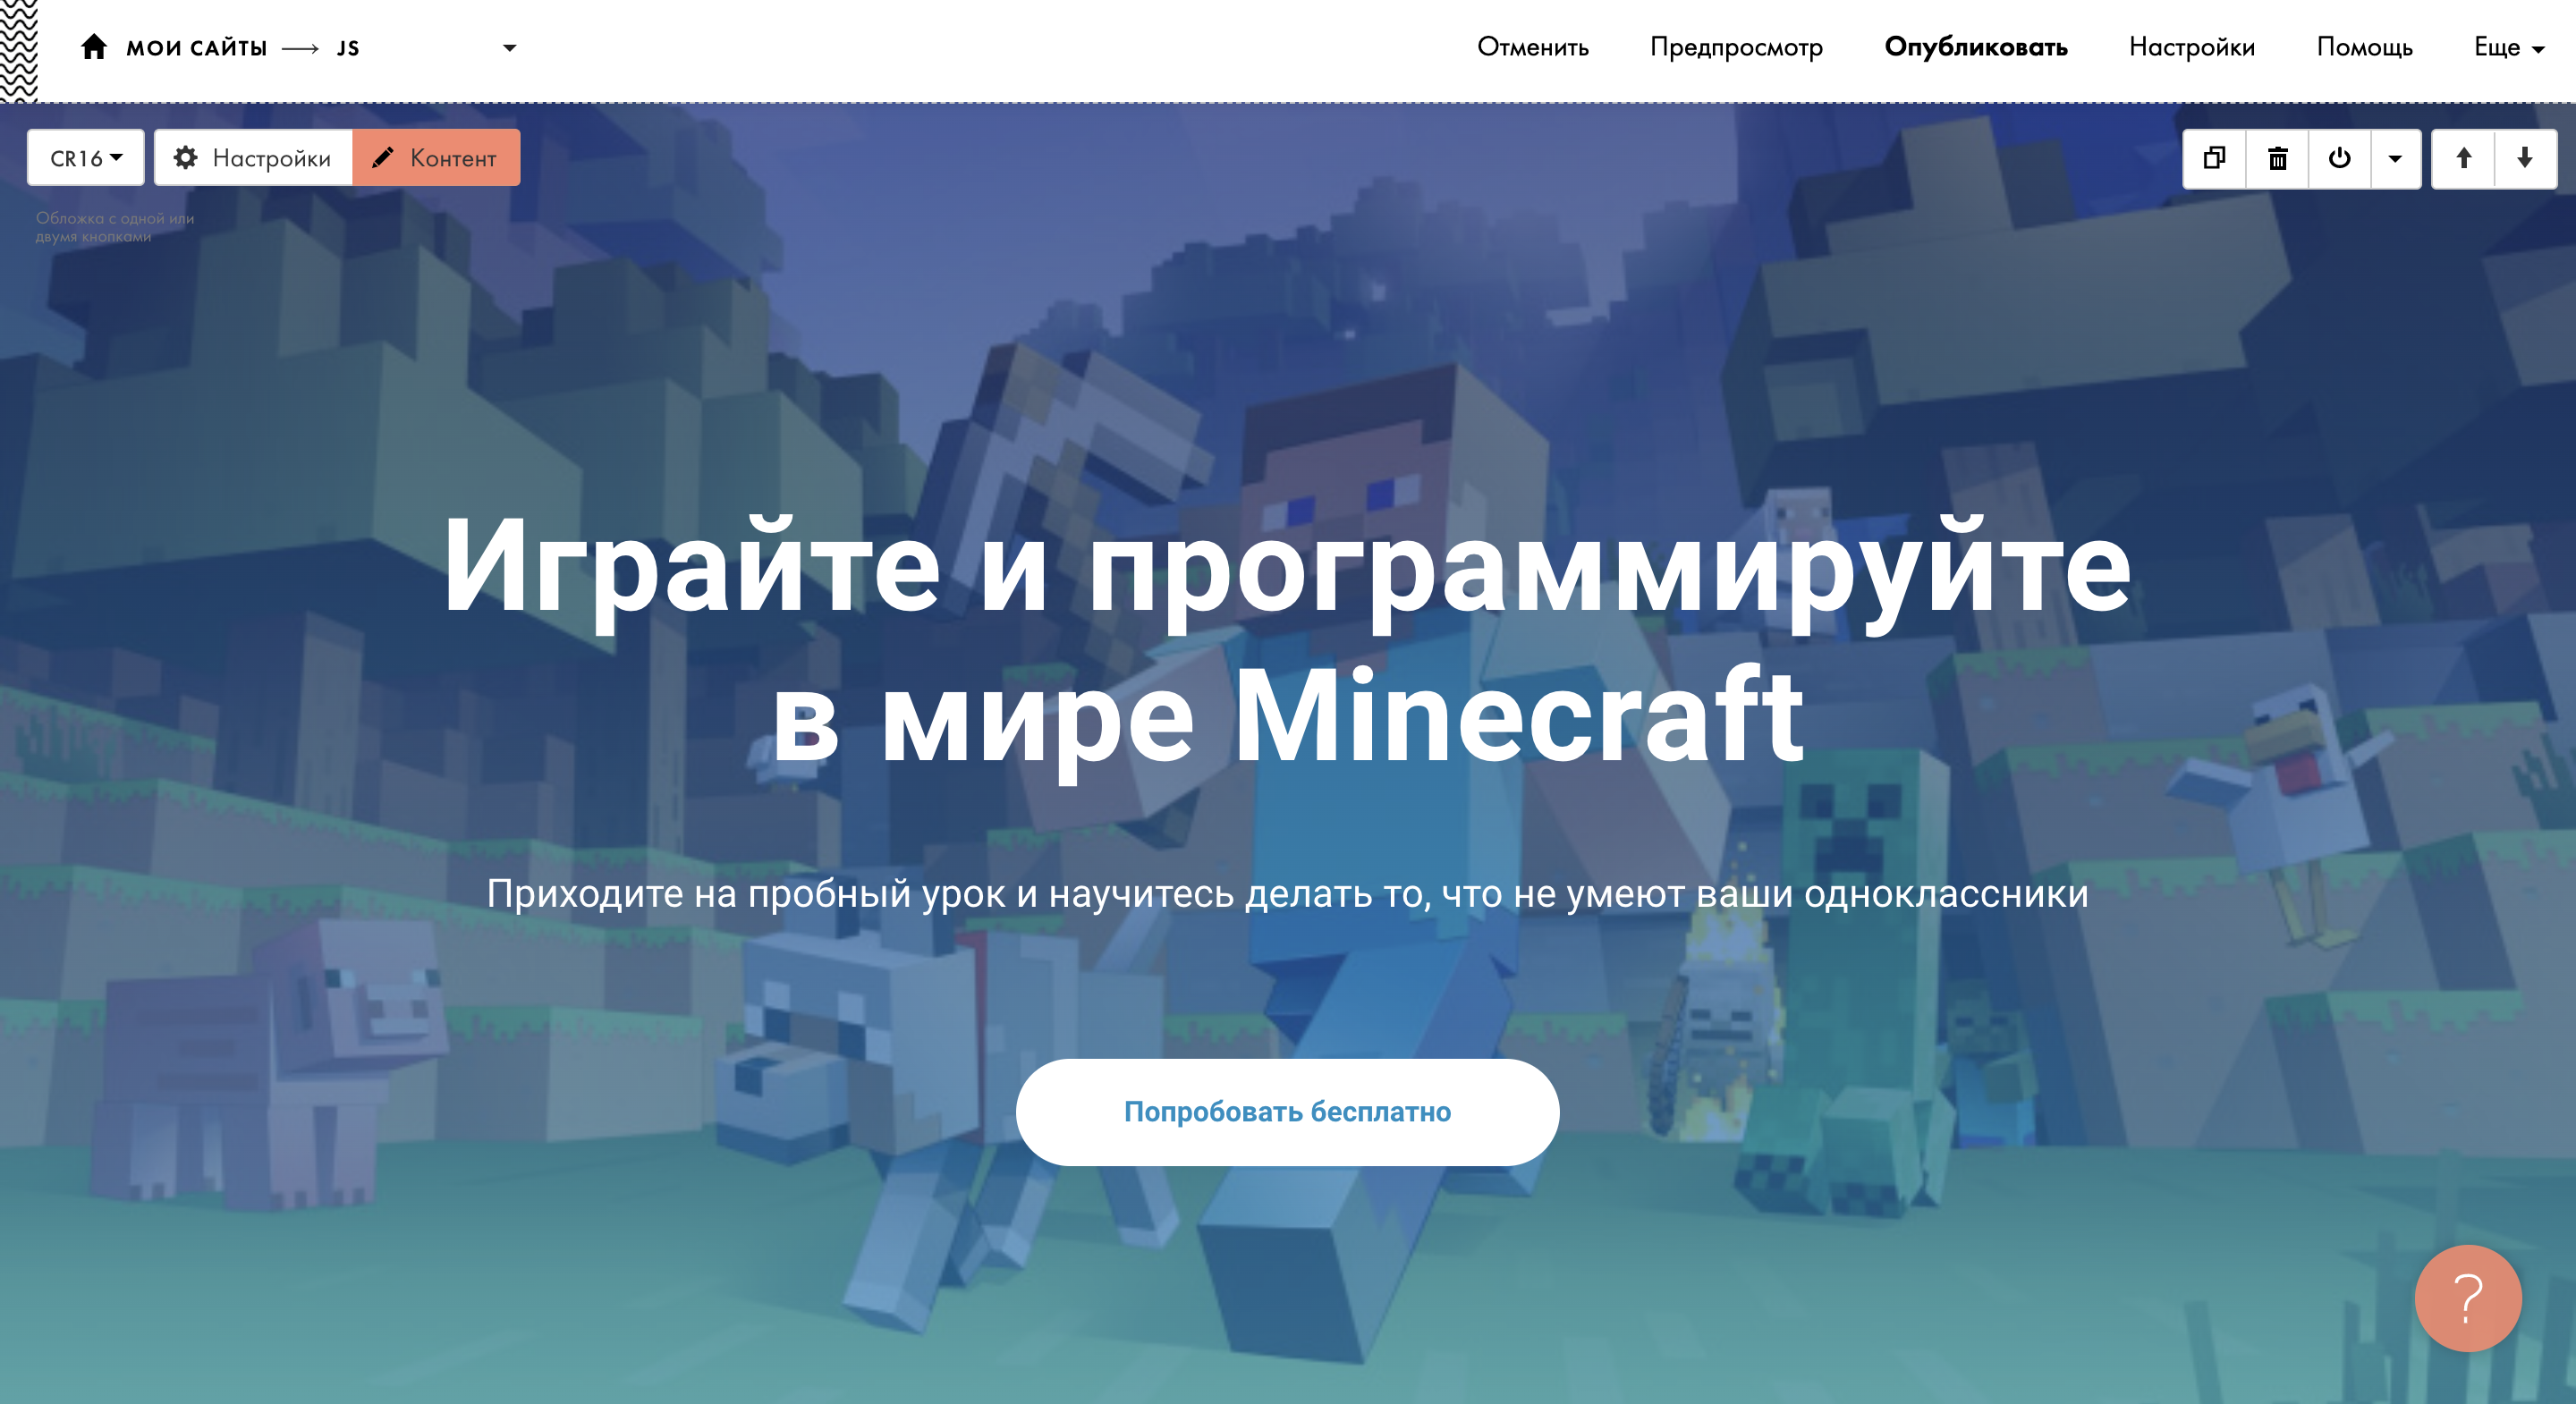 МОИ САЙТЫ ⟶ JS
Отменить Предпросмотр Опубликовать Настройки Помощь Еще
CR16 Настройки Контент
Обложка с одной или
двумя кнопками
Играйте и программируйте
в мире Minecraft
Приходите на пробный урок и научитесь делать то, что не умеют ваши одноклассники
Попробовать бесплатно
?